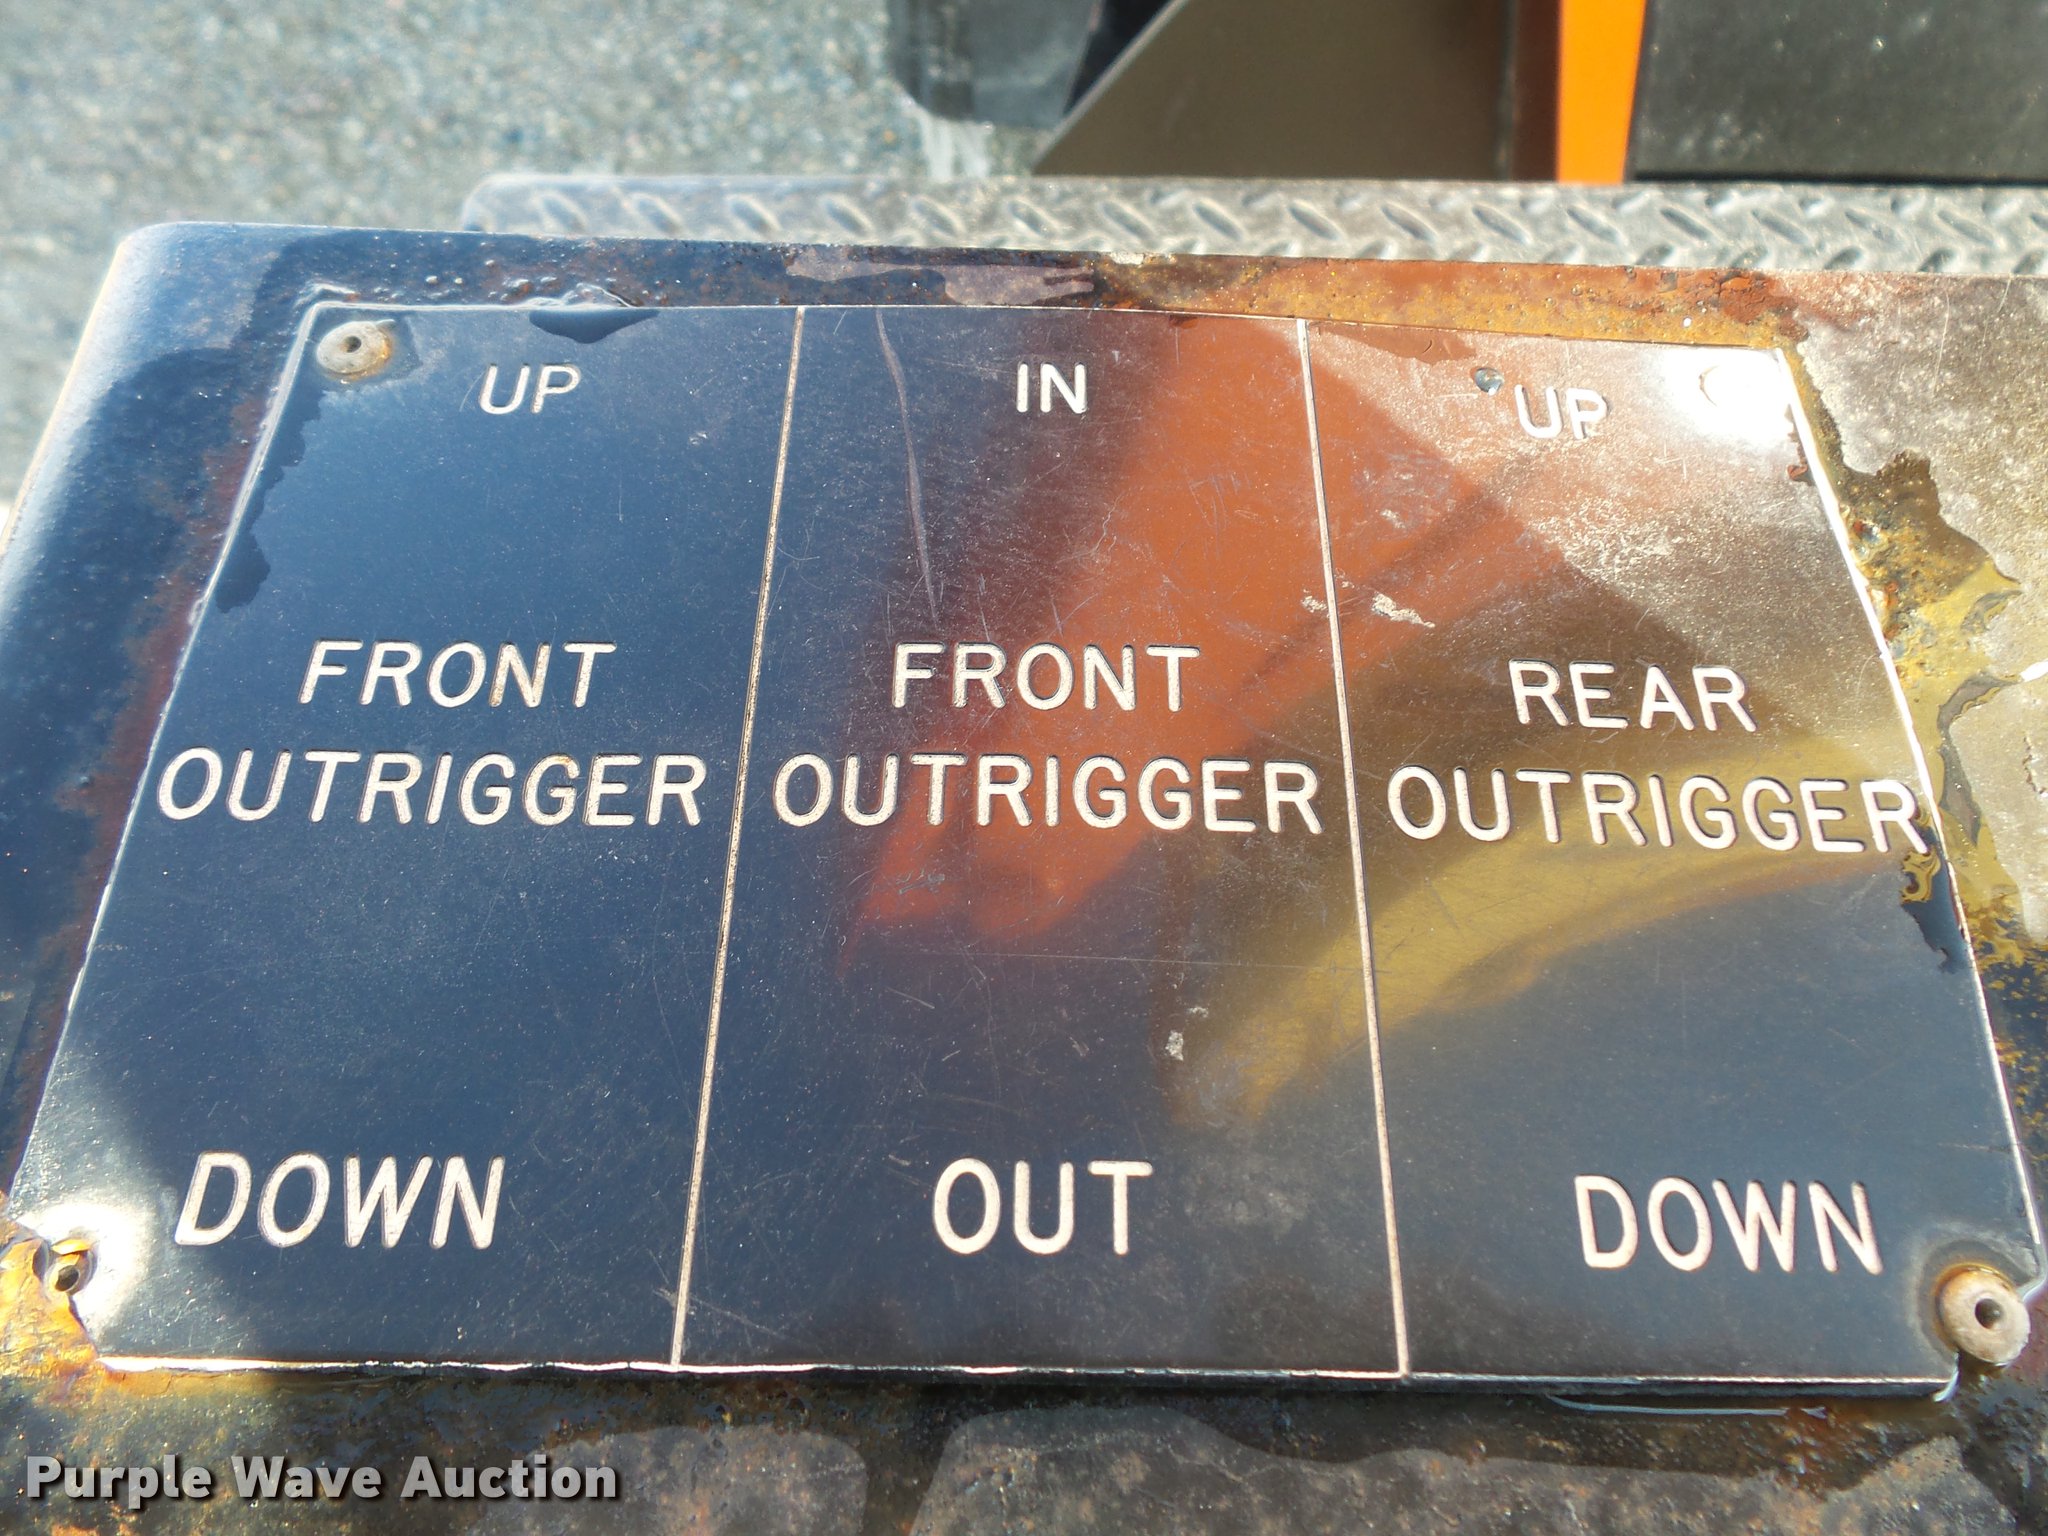 UP
FRONT
OUTRIGGER
DOWN
IN
FRONT
OUTRIGGER
OUT
UP
REAR
OUTRIGGER
DOWN
Purple Wave Auction